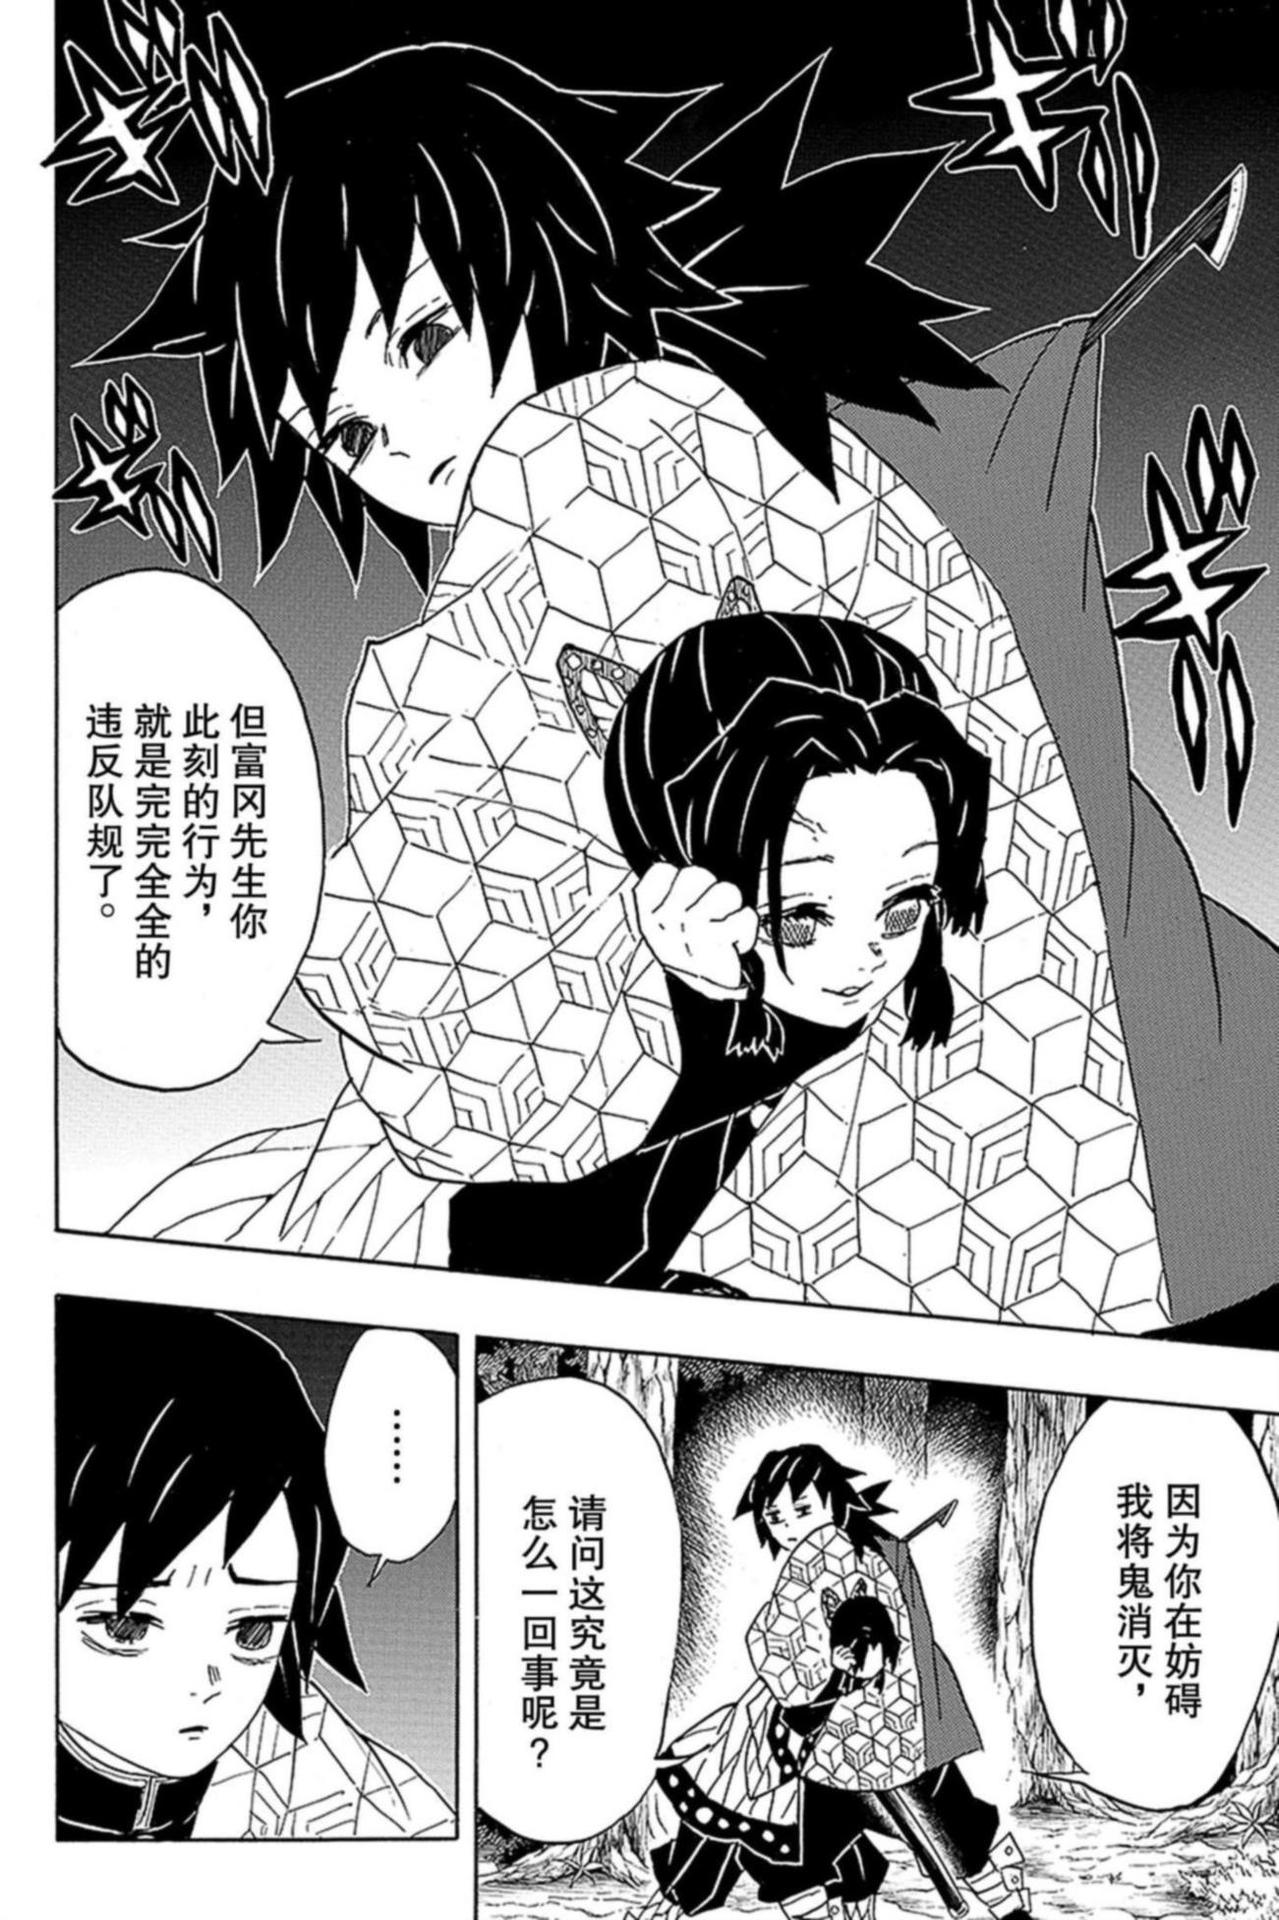 但富冈先生你
此刻的行为，
就是完完全全的
违反队规了。
因为你在妨碍
我将鬼消灭，
请问这究竟是
怎么一回事呢？
……